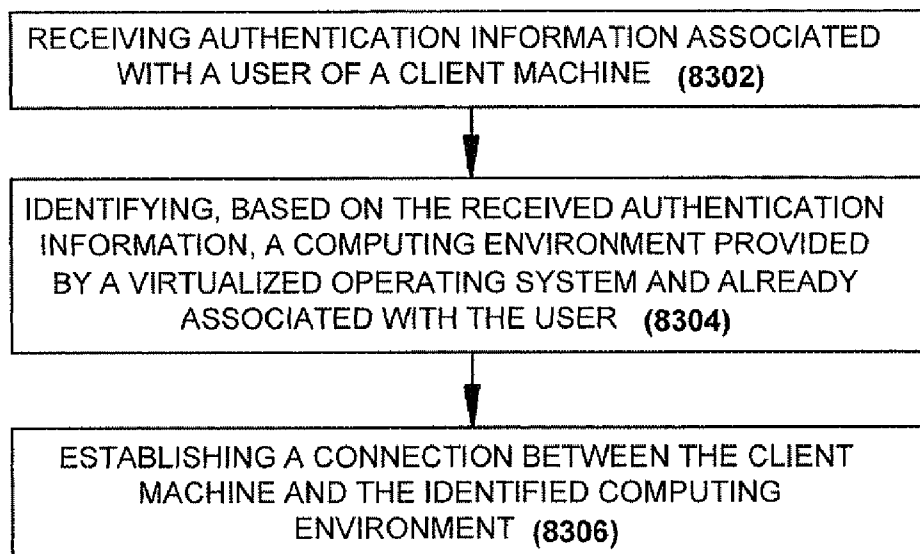 RECEIVING AUTHENTICATION INFORMATION ASSOCIATED
WITH A USER OF A CLIENT MACHINE (8302)
IDENTIFYING, BASED ON THE RECEIVED AUTHENTICATION
INFORMATION, A COMPUTING ENVIRONMENT PROVIDED
BY A VIRTUALIZED OPERATING SYSTEM AND ALREADY
ASSOCIATED WITH THE USER (8304)
ESTABLISHING A CONNECTION BETWEEN THE CLIENT
MACHINE AND THE IDENTIFIED COMPUTING
ENVIRONMENT (8306)